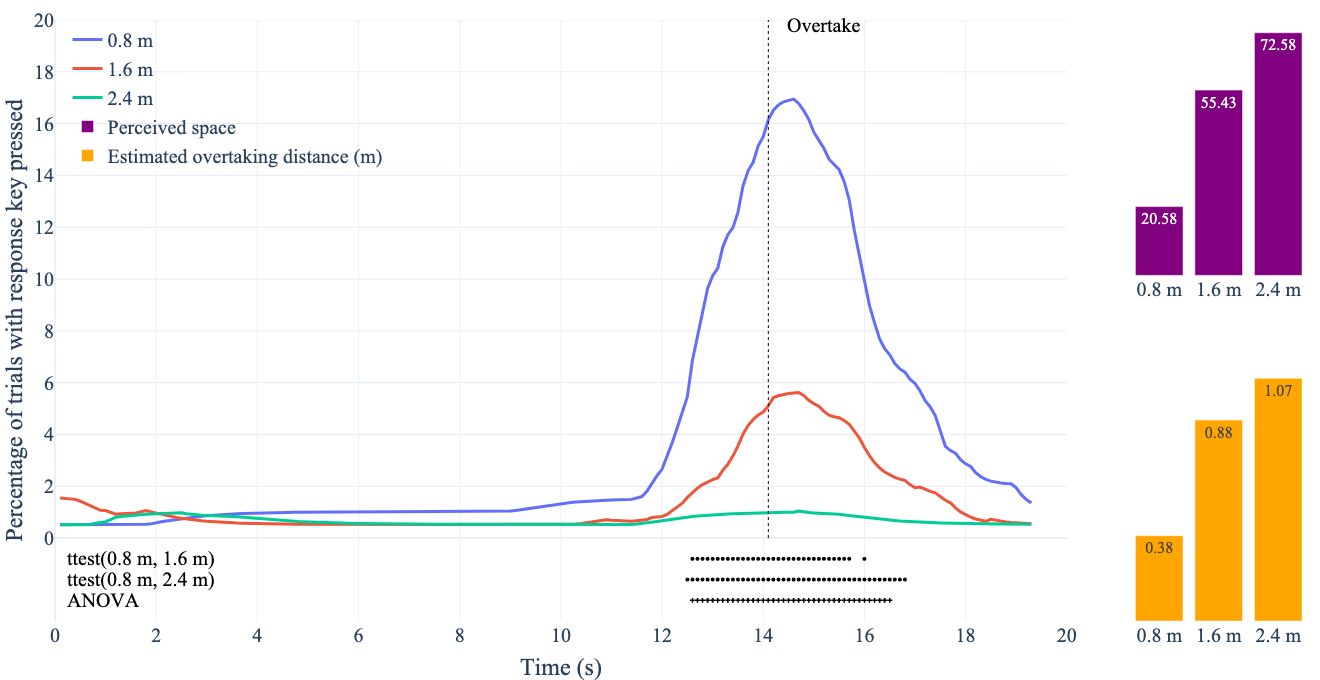 Percentage of trials with response key pressed
20
18
16
14
12
10
8
6
4
2
0
0.8 m
1.6 m
2.4 m
Perceived space
Estimated overtaking distance (m)
Overtake
ttest(0.8 m, 1.6 m)
ttest(0.8 m, 2.4 m)
ANOVA
0 2 4 6 8 10 12 14 16 18 20
Time (s)
20.58 55.43 72.58
0.8 m 1.6 m 2.4 m
0.38 0.88 1.07
0.8 m 1.6 m 2.4 m